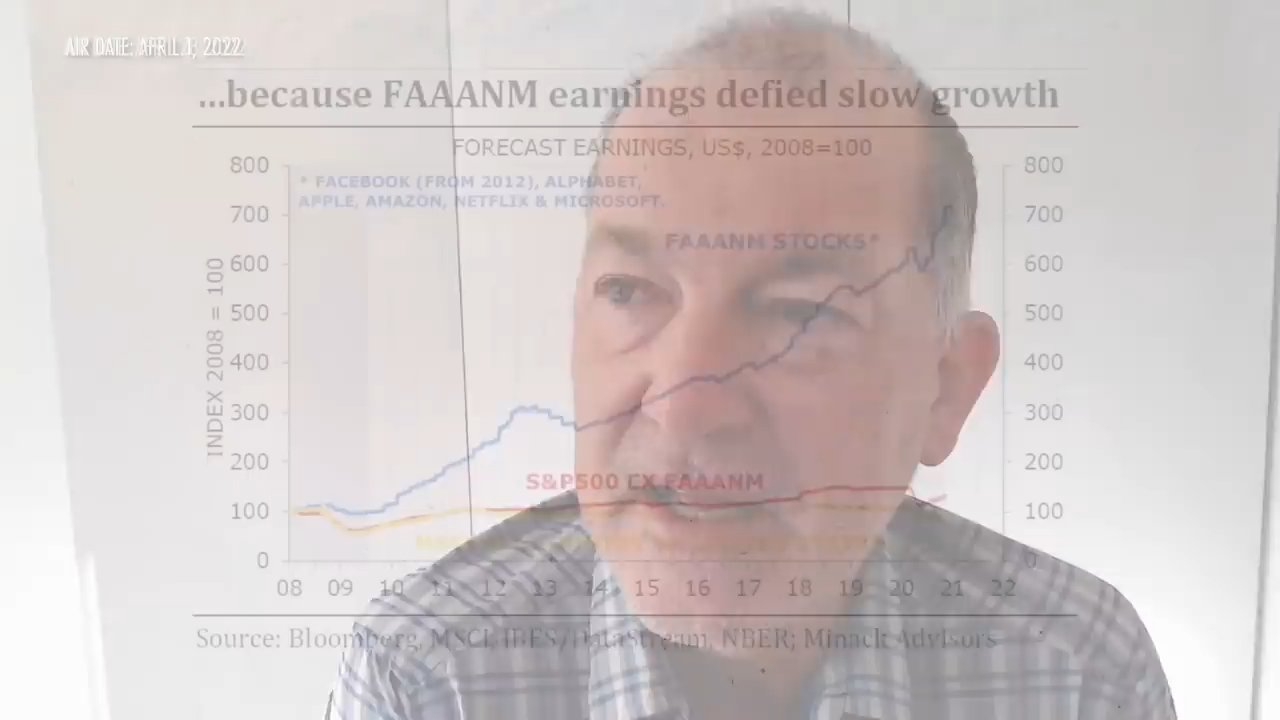 AIR DATE: APRIL 1, 2022
...because FAAANM earnings defied slow growth
FORECAST EARNINGS, US$, 2008=100
800 800
* FACEBOOK (FROM 2012), ALPHABET,
APPLE, AMAZON, NETFLIX & MICROSOFT.
700 700
FAAANM STOCKS*
600 600
INDEX 2008 = 100
500 500
400 400
300 300
200 200
S&P500 EX FAAANM
100 100
0 0
08 09 10 11 12 13 14 15 16 17 18 19 20 21 22
Source: Bloomberg, MSCI, IBES/DataStream, NBER; Minack Advisors